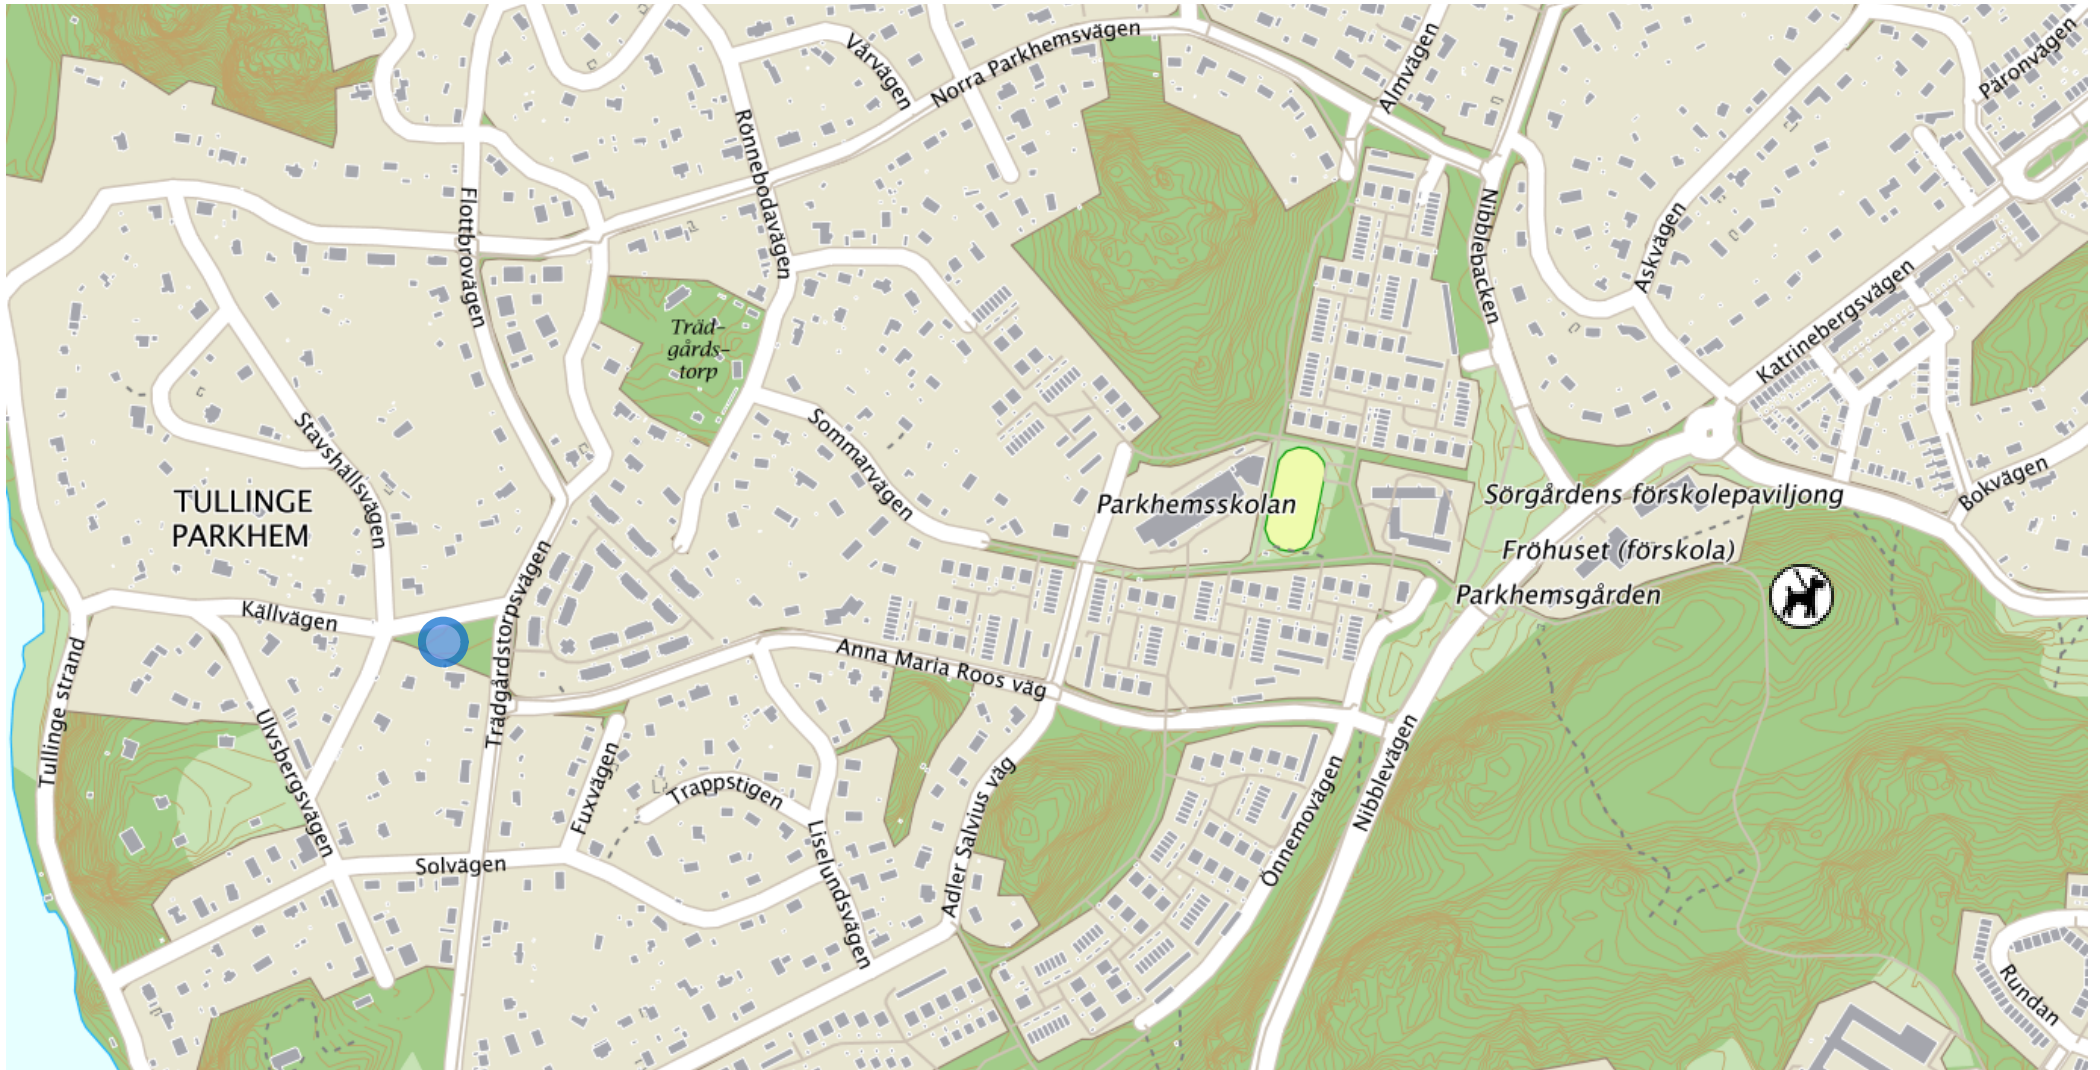 Vårvägen
Norra Parkhemsvägen
Almvägen
Päronvägen
Rönnebodavägen
Flottbrovägen
Nibblebacken
Askvägen
Katrinebergsvägen
Träd-
gårds-
torp
Stavshällsvägen
Sommarvägen
TULLINGE
PARKHEM
Parkhemsskolan
Sörgårdens förskolepaviljong
Bokvägen
Fröhuset (förskola)
Parkhemsgården
Källvägen
Trädgårdstorpsvägen
Anna Maria Roos väg
Tullinge strand
Ulvsbergsvägen
Fuxvägen
Trappstigen
Adler Salvius väg
Önnemovägen
Nibblevägen
Solvägen
Liselundsvägen
Rundan